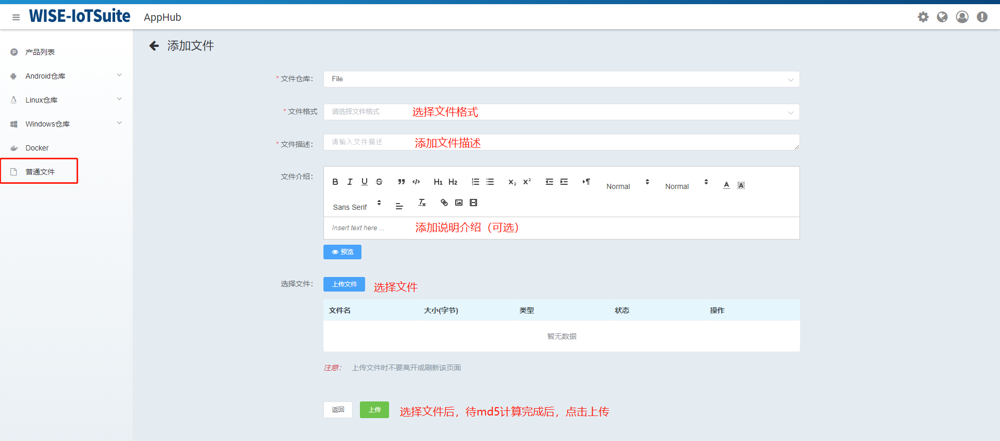 WISE-IoTSuite AppHub
产品列表
Android仓库
Linux仓库
Windows仓库
Docker
普通文件
添加文件
* 文件仓库： File
* 文件格式 请选择文件格式 选择文件格式
* 文件描述： 请输入文件描述 添加文件描述
文件介绍：
B I U S H1 H2 X2 X2 Normal Normal A A
Sans Serif Tx
Insert text here ... 添加说明介绍（可选）
预览
选择文件： 上传文件 选择文件
文件名 大小(字节) 类型 状态 操作
暂无数据
注意： 上传文件时不要离开或刷新该页面
返回 上传 选择文件后，待md5计算完成后，点击上传